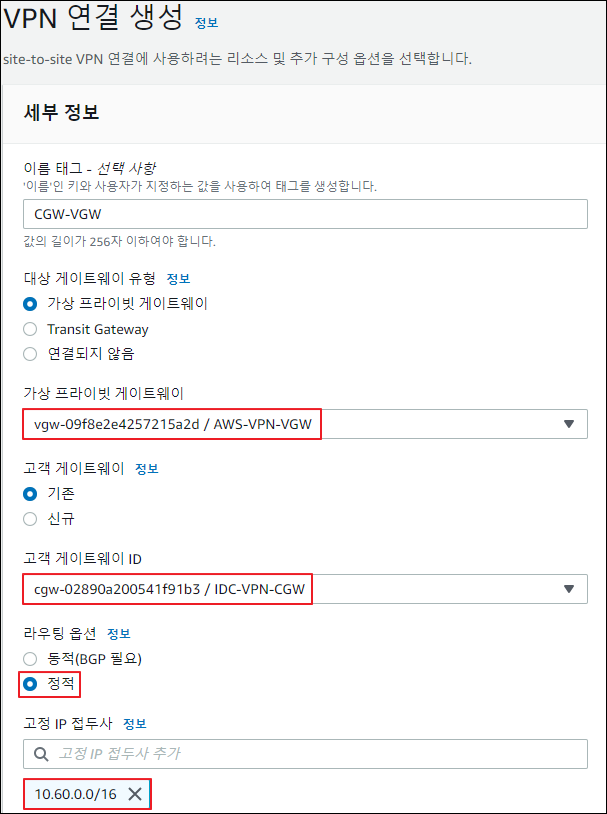 VPN 연결 생성 정보
site-to-site VPN 연결에 사용하려는 리소스 및 추가 구성 옵션을 선택합니다.
세부 정보
이름 태그 - 선택 사항
'이름'인 키와 사용자가 지정하는 값을 사용하여 태그를 생성합니다.
CGW-VGW
값의 길이가 256자 이하여야 합니다.
대상 게이트웨이 유형 정보
가상 프라이빗 게이트웨이
Transit Gateway
연결되지 않음
가상 프라이빗 게이트웨이
vgw-09f8e2e4257215a2d / AWS-VPN-VGW
고객 게이트웨이 정보
기존
신규
고객 게이트웨이 ID
cgw-02890a200541f91b3 / IDC-VPN-CGW
라우팅 옵션 정보
동적(BGP 필요)
정적
고정 IP 접두사 정보
고정 IP 접두사 추가
10.60.0.0/16